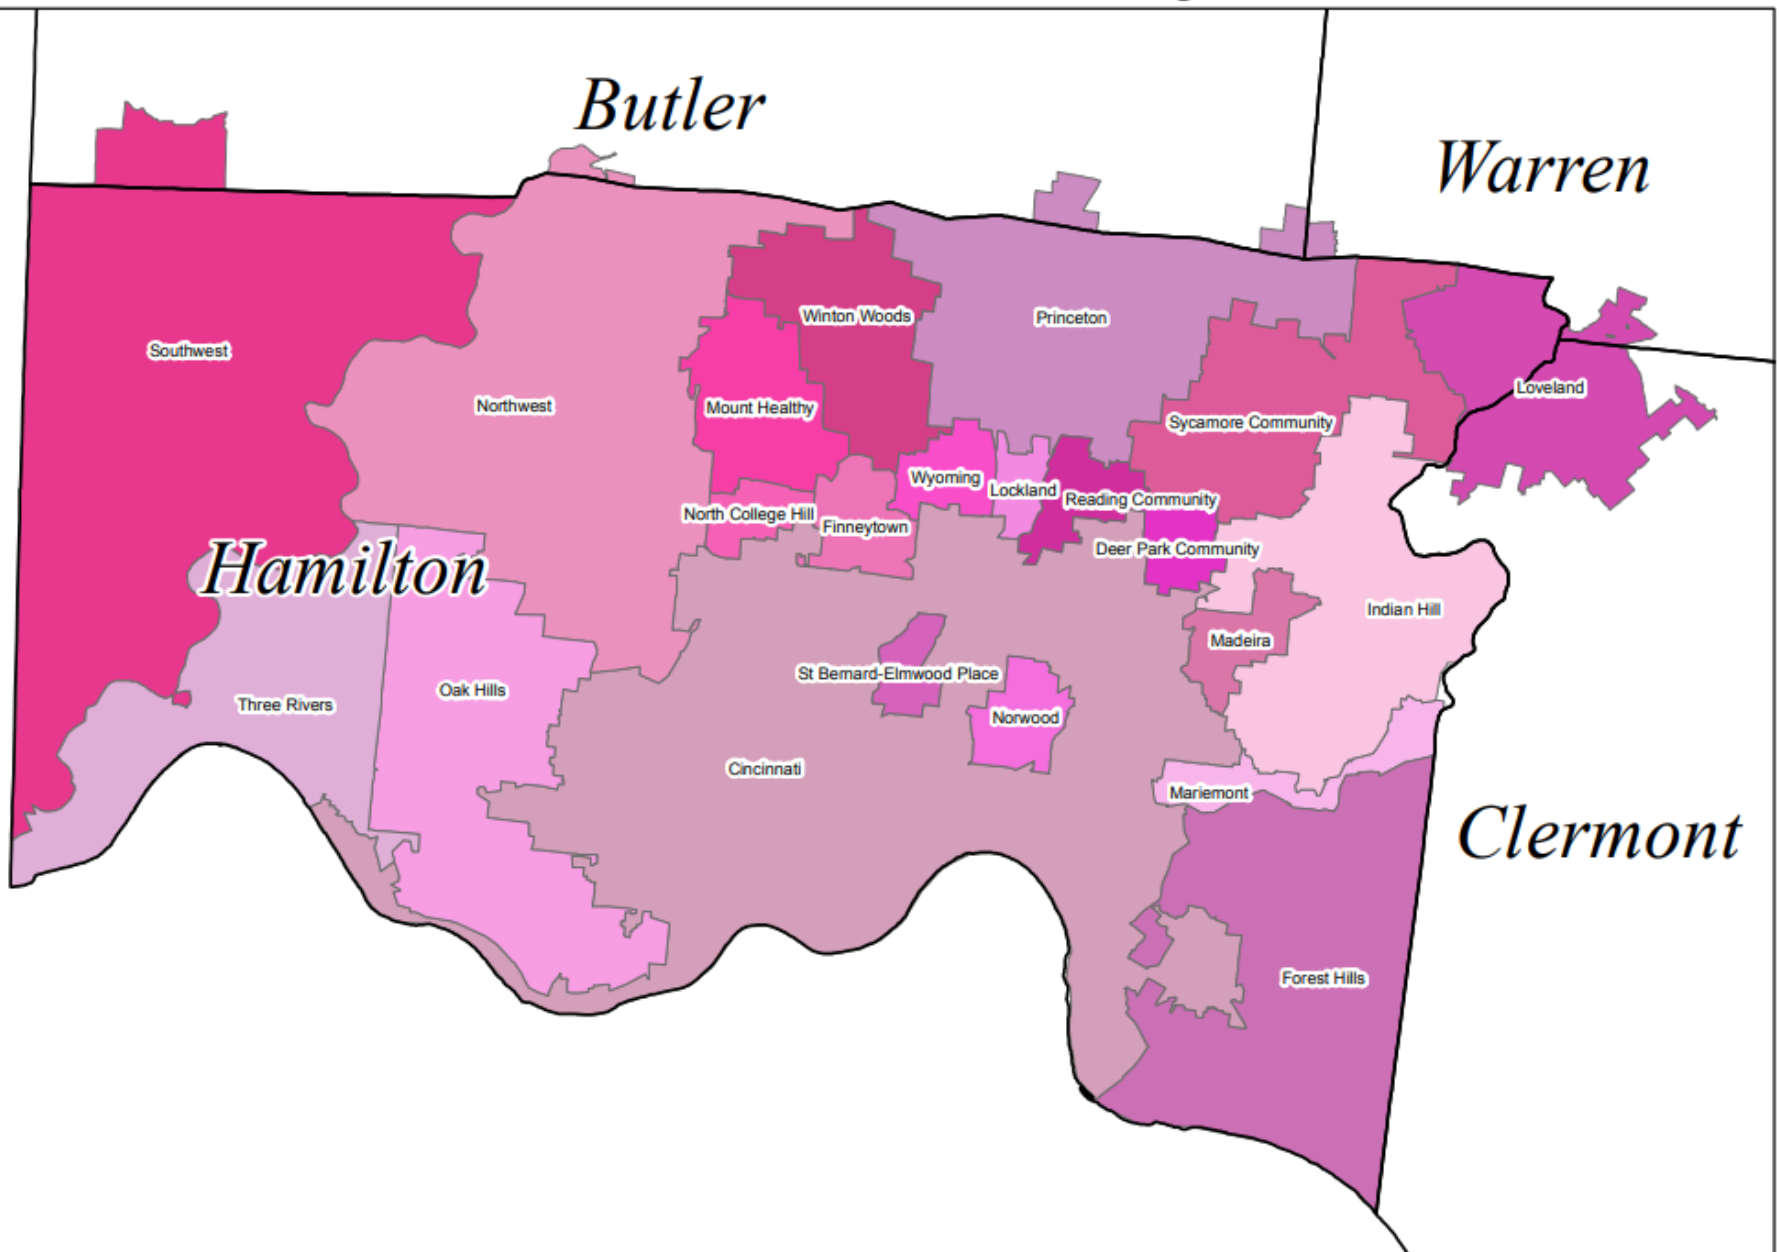 Butler
Warren
Winton Woods
Princeton
Southwest
Loveland
Northwest
Mount Healthy
Sycamore Community
Wyoming
Lockland
Reading Community
North College Hill
Finneytown
Deer Park Community
Hamilton
Indian Hill
Madeira
St Bernard-Elmwood Place
Oak Hills
Three Rivers
Norwood
Cincinnati
Mariemont
Clermont
Forest Hills